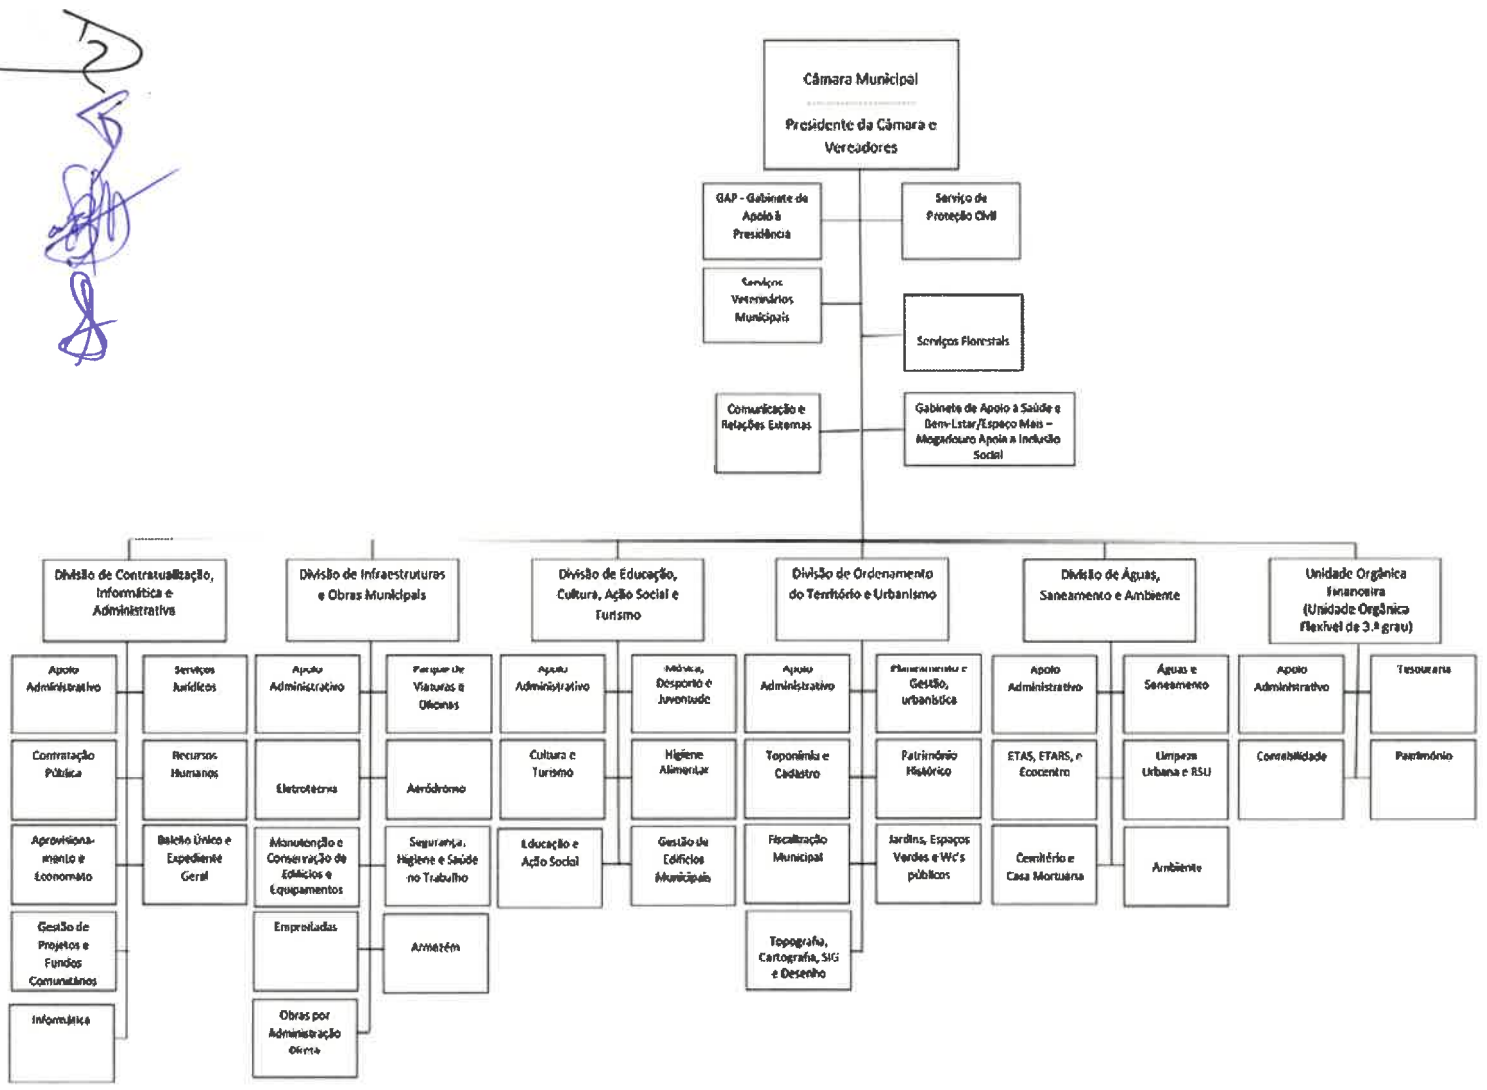 Câmara Municipal
Presidente da Câmara e
Vereadores
GAP - Gabinete de
Apoio à
Presidência
Serviço de
Proteção Civil
Serviços
Veterinários
Municipais
Serviços Florestais
Comunicação e
Relações Externas
Gabinete de Apoio à Saúde e
Bem-Estar/Espaço Mais –
Mogadouro Apoia a Inclusão
Social
Divisão de Contratualização,
Informática e
Administrativa
Divisão de Infraestruturas
e Obras Municipais
Divisão de Educação,
Cultura, Ação Social e
Turismo
Divisão de Ordenamento
do Território e Urbanismo
Divisão de Águas,
Saneamento e Ambiente
Unidade Orgânica
Financeira
(Unidade Orgânica
Flexível de 3.ª grau)
Apoio
Administrativo
Serviços
Jurídicos
Contratação
Pública
Recursos
Humanos
Aprovisiona-
mento e
Economato
Balcão Único e
Expediente
Geral
Gestão de
Projetos e
Fundos
Comunitários
Informática
Apoio
Administrativo
Parque de
Viaturas e
Oficinas
Eletrotecnia
Aeródromo
Manutenção e
Conservação de
Edifícios e
Equipamentos
Segurança,
Higiene e Saúde
no Trabalho
Empreitadas
Armazém
Obras por
Administração
Direta
Apoio
Administrativo
Música,
Desporto e
Juventude
Cultura e
Turismo
Higiene
Alimentar
Educação e
Ação Social
Gestão de
Edifícios
Municipais
Apoio
Administrativo
Planeamento e
Gestão,
urbanística
Toponímia e
Cadastro
Património
Histórico
Fiscalização
Municipal
Jardins, Espaços
Verdes e Wc's
públicos
Topografia,
Cartografia, SIG
e Desenho
Apoio
Administrativo
Águas e
Saneamento
ETAS, ETARS, e
Ecocentro
Limpeza
Urbana e RSU
Cemitério e
Casa Mortuária
Ambiente
Apoio
Administrativo
Tesouraria
Contabilidade
Património